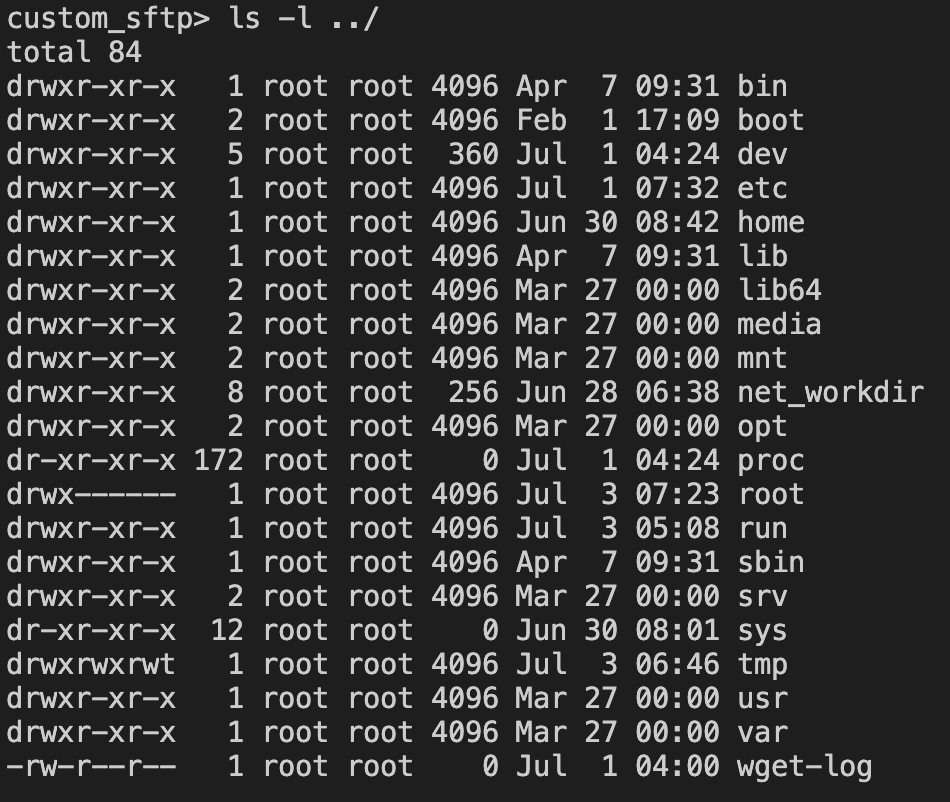 custom_sftp> ls -l ../
total 84
drwxr-xr-x   1 root root 4096 Apr  7 09:31 bin
drwxr-xr-x   2 root root 4096 Feb  1 17:09 boot
drwxr-xr-x   5 root root  360 Jul  1 04:24 dev
drwxr-xr-x   1 root root 4096 Jul  1 07:32 etc
drwxr-xr-x   1 root root 4096 Jun 30 08:42 home
drwxr-xr-x   1 root root 4096 Apr  7 09:31 lib
drwxr-xr-x   2 root root 4096 Mar 27 00:00 lib64
drwxr-xr-x   2 root root 4096 Mar 27 00:00 media
drwxr-xr-x   2 root root 4096 Mar 27 00:00 mnt
drwxr-xr-x   8 root root  256 Jun 28 06:38 net_workdir
drwxr-xr-x   2 root root 4096 Mar 27 00:00 opt
dr-xr-xr-x 172 root root    0 Jul  1 04:24 proc
drwx------   1 root root 4096 Jul  3 07:23 root
drwxr-xr-x   1 root root 4096 Jul  3 05:08 run
drwxr-xr-x   1 root root 4096 Apr  7 09:31 sbin
drwxr-xr-x   2 root root 4096 Mar 27 00:00 srv
dr-xr-xr-x  12 root root    0 Jun 30 08:01 sys
drwxrwxrwt   1 root root 4096 Jul  3 06:46 tmp
drwxr-xr-x   1 root root 4096 Mar 27 00:00 usr
drwxr-xr-x   1 root root 4096 Mar 27 00:00 var
-rw-r--r--   1 root root    0 Jul  1 04:00 wget-log